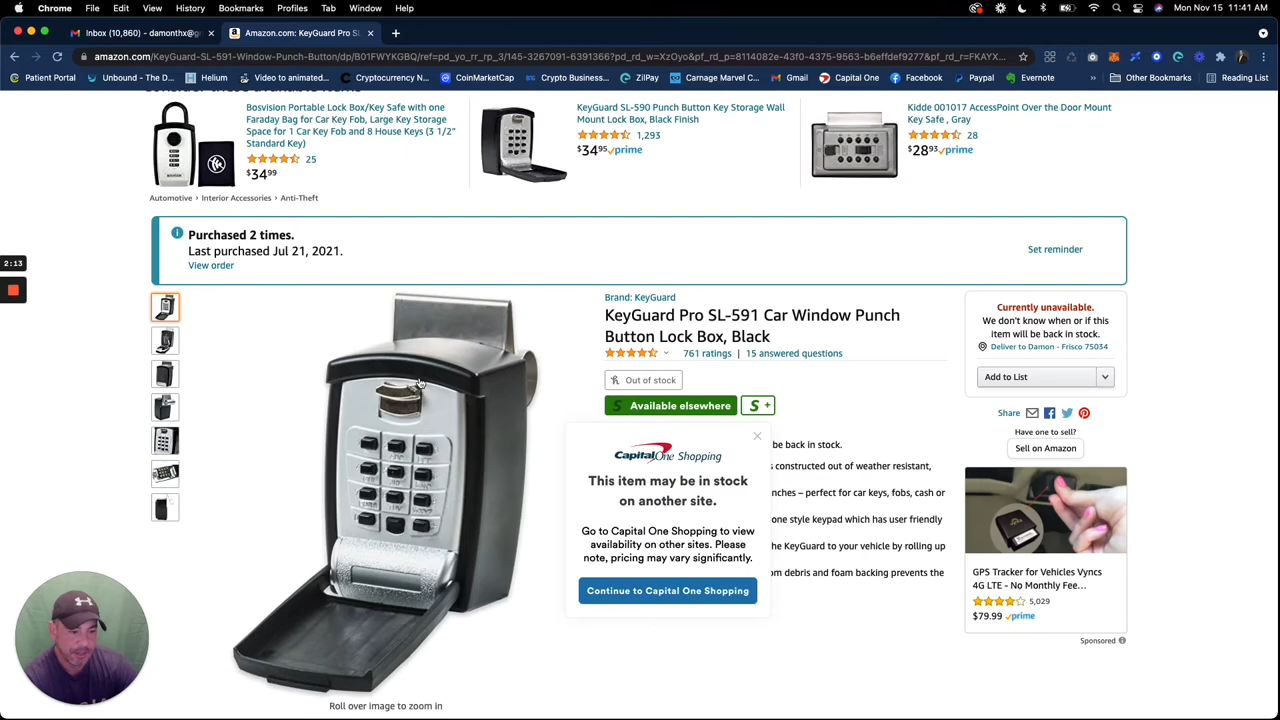 Chrome File Edit View History Bookmarks Profiles Tab Window Help
Mon Nov 15 11:41 AM
Inbox (10,860) - damonthx@g
Amazon.com: KeyGuard Pro SL-
amazon.com/KeyGuard-SL-591-Window-Punch-Button/dp/B01FWYKGBQ/ref=pd_yo_rr_rp_3/145-3267091-6391366?pd_rd_w=XzOyo&pf_rd_p=8114082e-43f0-4375-9563-b6effdef9277&pf_rd_r=FKAYX...
Patient Portal Unbound - The D... Helium Video to animated... Cryptocurrency N... CoinMarketCap Crypto Business... ZilPay Carnage Marvel C... Gmail Capital One Facebook Paypal Evernote » Other Bookmarks Reading List
Bosvision Portable Lock Box/Key Safe with one
Faraday Bag for Car Key Fob, Large Key Storage
Space for 1 Car Key Fob and 8 House Keys (3 1/2"
Standard Key)
25
$34.99
KeyGuard SL-590 Punch Button Key Storage Wall
Mount Lock Box, Black Finish
1,293
$34.95 prime
Kidde 001017 AccessPoint Over the Door Mount
Key Safe , Gray
28
$28.93 prime
Automotive › Interior Accessories › Anti-Theft
Purchased 2 times.
Last purchased Jul 21, 2021.
View order
Set reminder
2:13
Brand: KeyGuard
KeyGuard Pro SL-591 Car Window Punch
Button Lock Box, Black
761 ratings | 15 answered questions
Out of stock
Available elsewhere
S +
be back in stock.
constructed out of weather resistant,
nches – perfect for car keys, fobs, cash or
one style keypad which has user friendly
he KeyGuard to your vehicle by rolling up
om debris and foam backing prevents the
Capital One Shopping
This item may be in stock
on another site.
Go to Capital One Shopping to view
availability on other sites. Please
note, pricing may vary significantly.
Continue to Capital One Shopping
Currently unavailable.
We don't know when or if this
item will be back in stock.
Deliver to Damon - Frisco 75034
Add to List
Share
Have one to sell?
Sell on Amazon
GPS Tracker for Vehicles Vyncs
4G LTE - No Monthly Fee...
5,029
$79.99 prime
Sponsored
Roll over image to zoom in